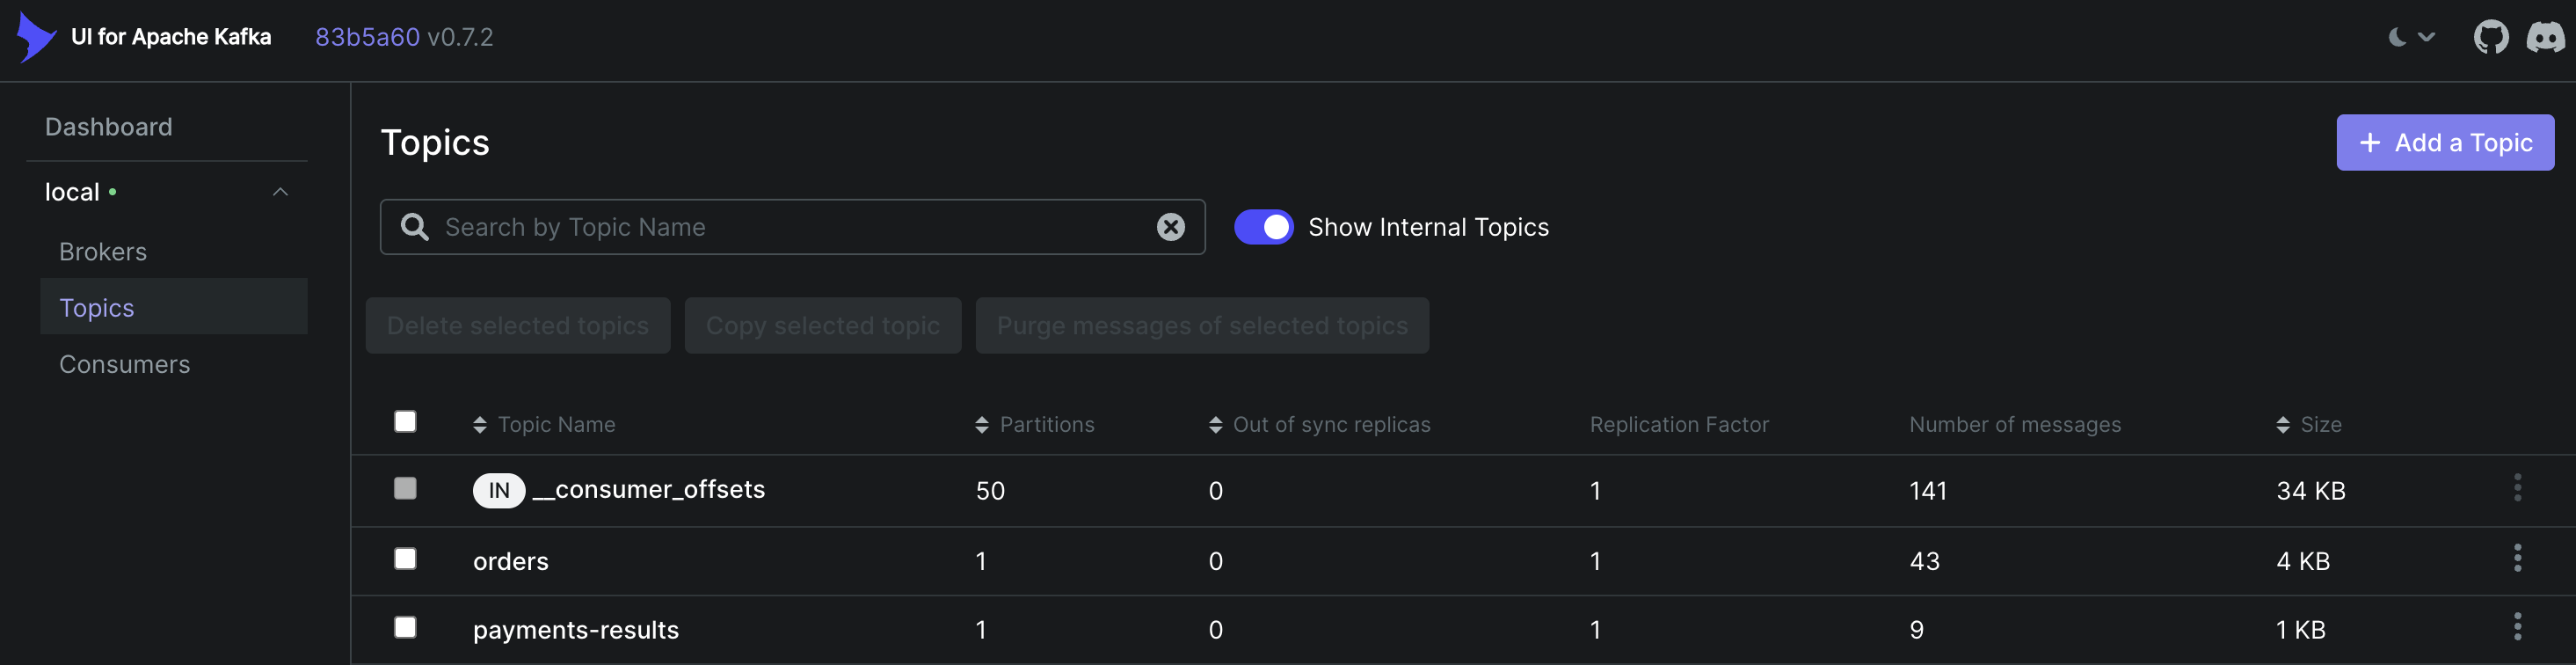 UI for Apache Kafka 83b5a60 v0.7.2
Dashboard
local
Brokers
Topics
Consumers
Topics
Add a Topic
Search by Topic Name
Show Internal Topics
Delete selected topics Copy selected topic Purge messages of selected topics
Topic Name Partitions Out of sync replicas Replication Factor Number of messages Size
IN __consumer_offsets 50 0 1 141 34 KB
orders 1 0 1 43 4 KB
payments-results 1 0 1 9 1 KB